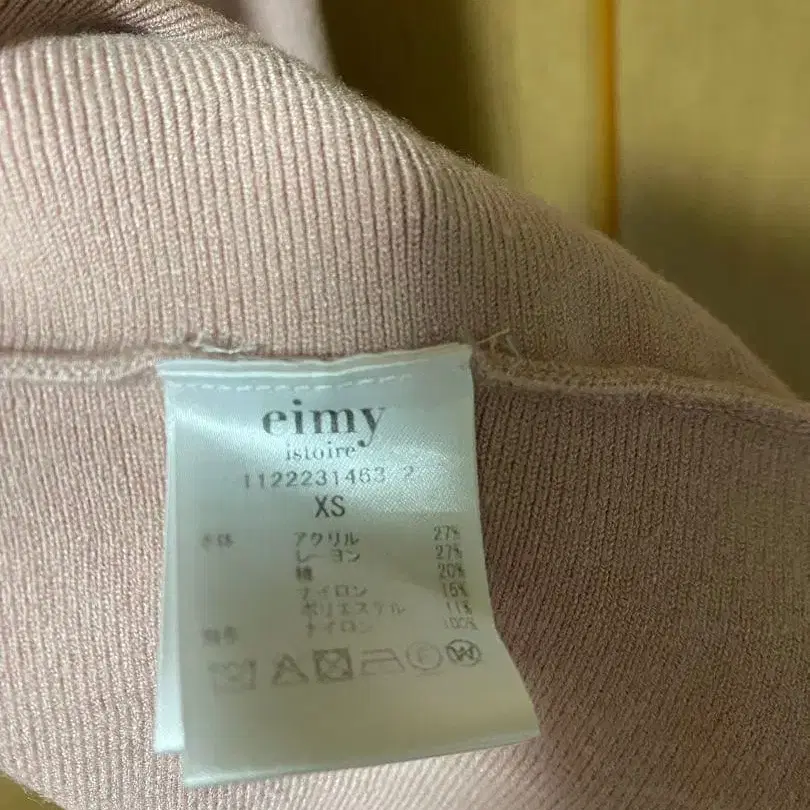 eimy
istoire
1122231463 2
XS
本体 アクリル 27%
レーヨン 27%
綿 20%
ナイロン 15%
ポリエステル 11%
ナイロン 100%